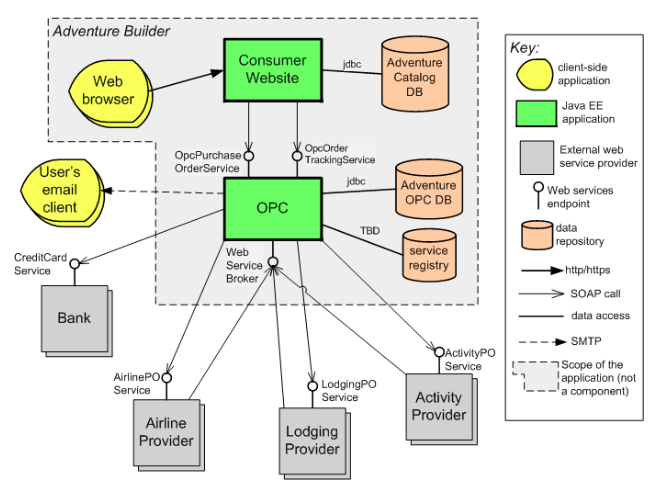 Adventure Builder
Web
browser
Consumer
Website
jdbc
Adventure
Catalog
DB
OpcPurchase
OrderService
OpcOrder
TrackingService
User's
email
client
OPC
jdbc
Adventure
OPC DB
TBD
service
registry
Web
Service
Broker
CreditCard
Service
Bank
AirlinePO
Service
Airline
Provider
LodgingPO
Service
Lodging
Provider
ActivityPO
Service
Activity
Provider
Key:
client-side
application
Java EE
application
External web
service provider
Web services
endpoint
data
repository
http/https
SOAP call
data access
SMTP
Scope of the
application (not
a component)